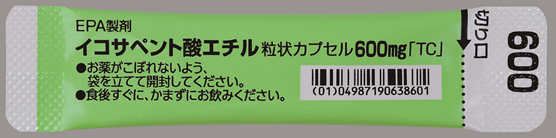 EPA製剤
イコサペント酸エチル粒状カプセル600mg「TC」
●お薬がこぼれないよう、
袋を立てて開封してください。
●食後すぐに、かまずにお飲みください。
(01)04987190638601
切り口
600